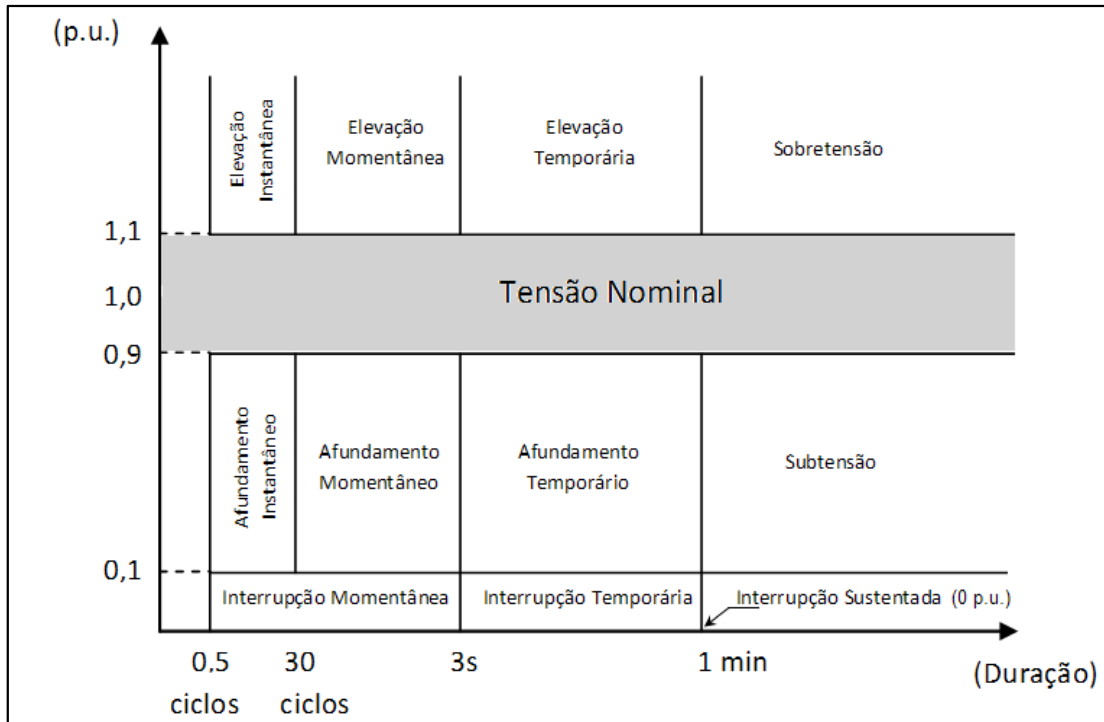 (p.u.)
Elevação
Instantânea
Elevação
Momentânea
Elevação
Temporária
Sobretensão
1,1
Tensão Nominal
1,0
0,9
Afundamento
Instantâneo
Afundamento
Momentâneo
Afundamento
Temporário
Subtensão
0,1
Interrupção Momentânea
Interrupção Temporária
Interrupção Sustentada (0 p.u.)
0,5
ciclos
30
ciclos
3s
1 min
(Duração)